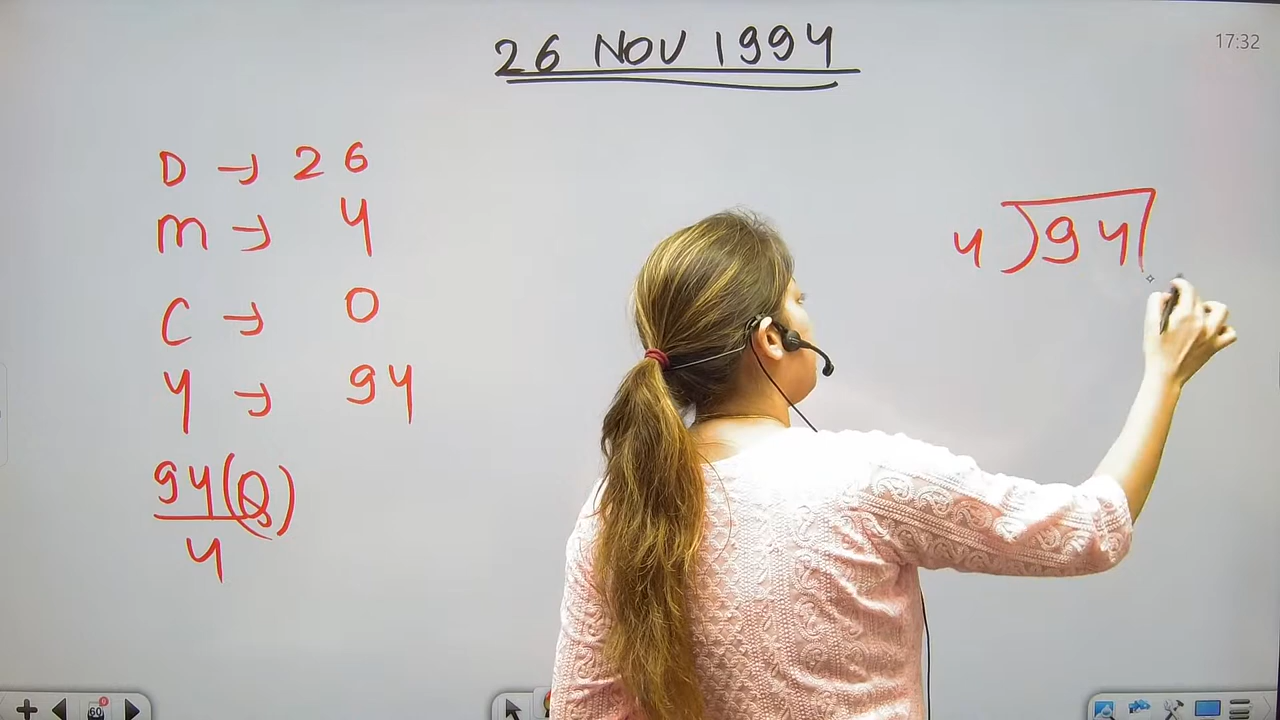 26 NOV 1994
17:32
D → 26
m → 4
C → 0
y → 94
94(Q)
4
4)94